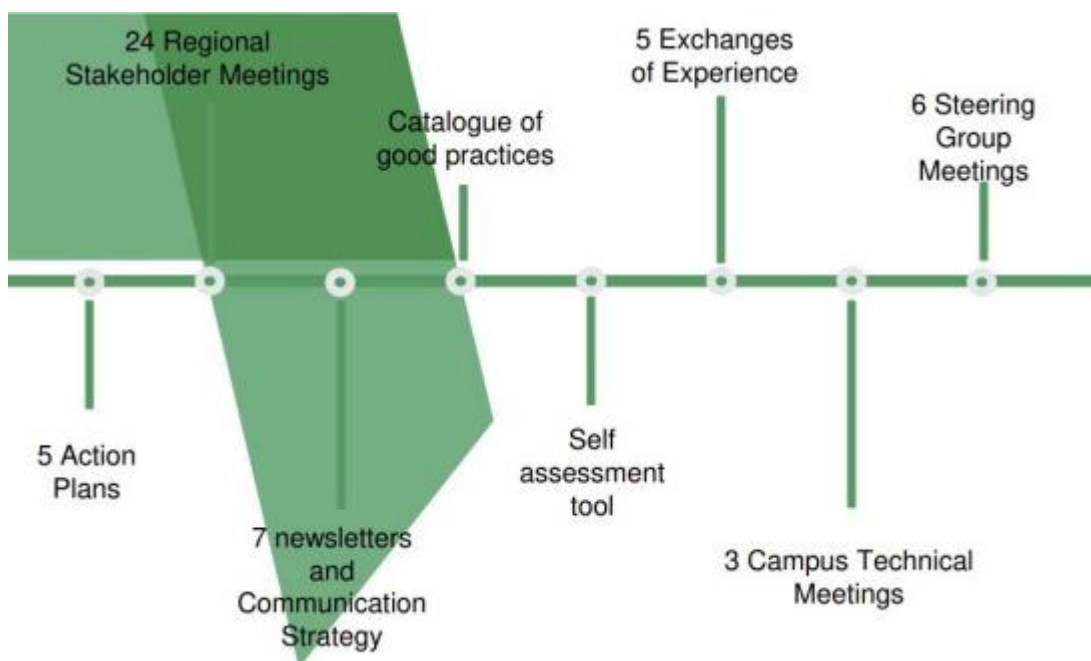 24 Regional
Stakeholder Meetings
5 Exchanges
of Experience
6 Steering
Group
Meetings
Catalogue of
good practices
5 Action
Plans
Self
assessment
tool
7 newsletters
and
Communication
Strategy
3 Campus Technical
Meetings